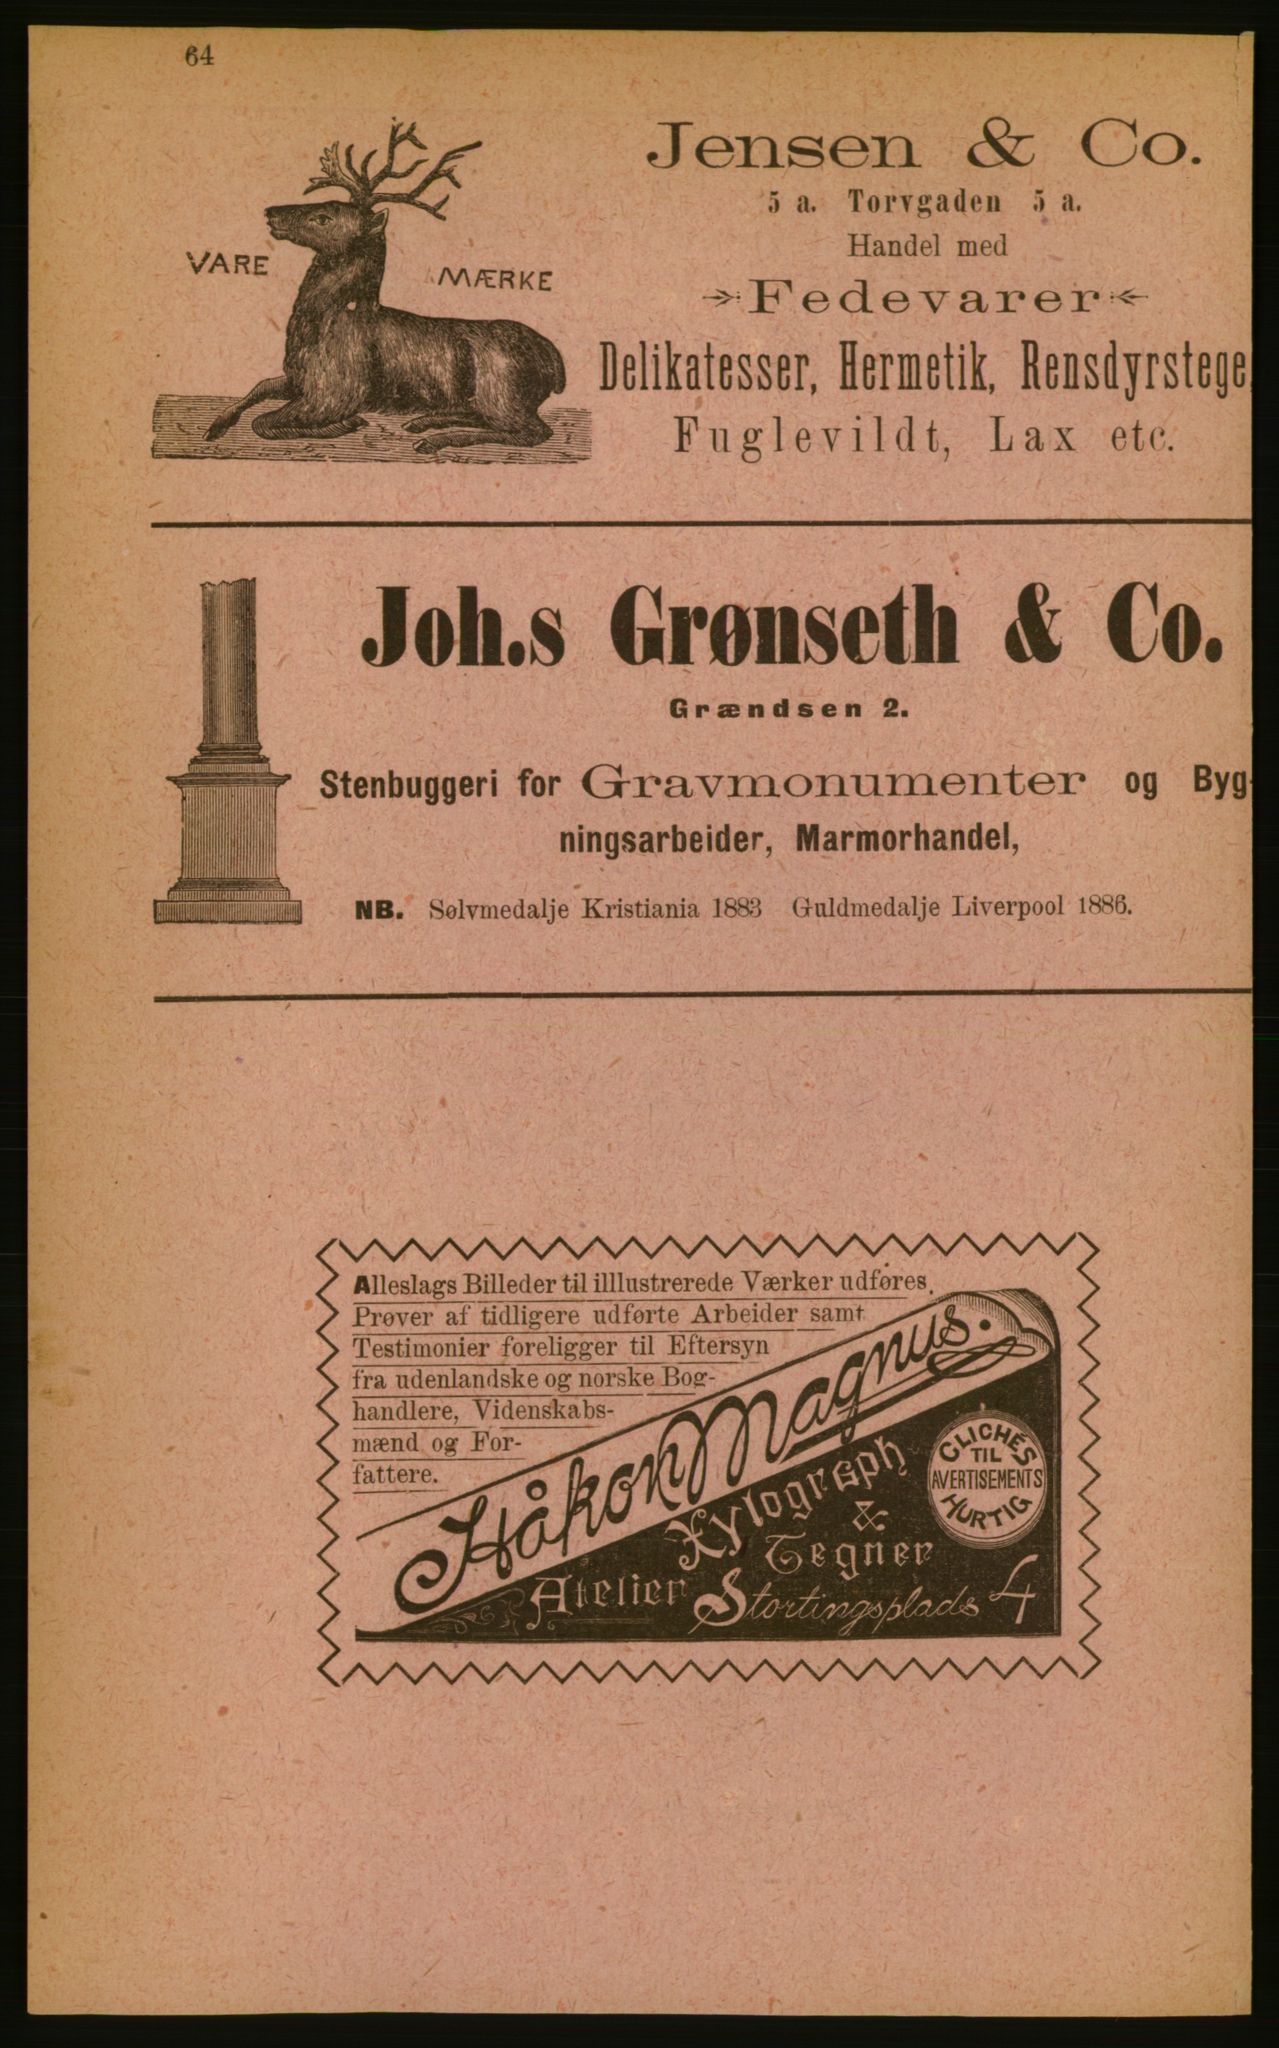 64
Jensen & Co.
5 a. Torvgaden 5 a.
Handel med
Fedevarer
VARE MÆRKE
Delikatesser, Hermetik, Rensdyrstege,
Fuglevildt, Lax etc.
Joh.s Grønseth & Co.
Grændsen 2.
Stenbuggeri for Gravmonumenter og Byg-
ningsarbeider, Marmorhandel,
NB. Sølvmedalje Kristiania 1883 Guldmedalje Liverpool 1886.
Alleslags Billeder til illlustrerede Værker udføres.
Prøver af tidligere udførte Arbeider samt
Testimonier foreligger til Eftersyn
fra udenlandske og norske Bog-
handlere, Videnskabs-
mænd og For-
fattere.
Håkon Magnus.
Xylograph
&
Tegner
Atelier Stortingsplads 4
CLICHÉS
TIL
AVERTISEMENTS
HURTIG